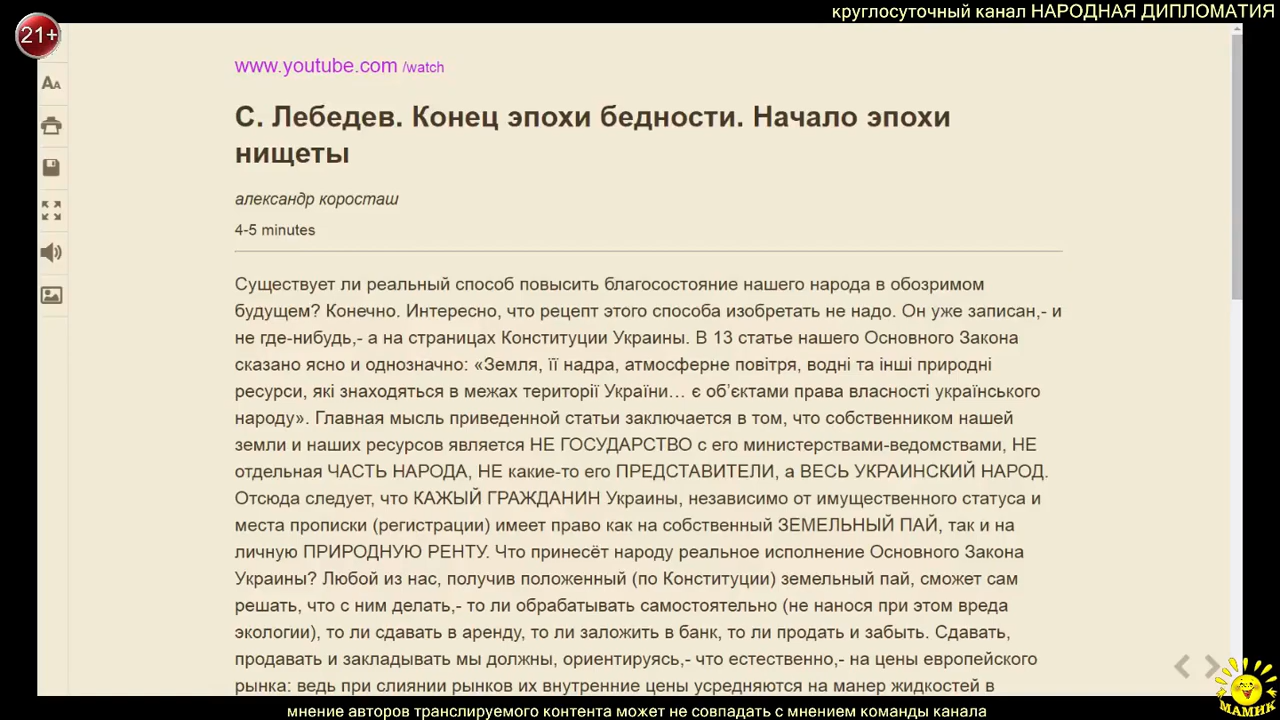 круглосуточный канал НАРОДНАЯ ДИПЛОМАТИЯ
21+
www.youtube.com /watch
С. Лебедев. Конец эпохи бедности. Начало эпохи
нищеты
александр коросташ
4-5 minutes
Существует ли реальный способ повысить благосостояние нашего народа в обозримом
будущем? Конечно. Интересно, что рецепт этого способа изобретать не надо. Он уже записан,- и
не где-нибудь,- а на страницах Конституции Украины. В 13 статье нашего Основного Закона
сказано ясно и однозначно: «Земля, її надра, атмосферне повітря, водні та інші природні
ресурси, які знаходяться в межах території України… є об’єктами права власності українського
народу». Главная мысль приведенной статьи заключается в том, что собственником нашей
земли и наших ресурсов является НЕ ГОСУДАРСТВО с его министерствами-ведомствами, НЕ
отдельная ЧАСТЬ НАРОДА, НЕ какие-то его ПРЕДСТАВИТЕЛИ, а ВЕСЬ УКРАИНСКИЙ НАРОД.
Отсюда следует, что КАЖЫЙ ГРАЖДАНИН Украины, независимо от имущественного статуса и
места прописки (регистрации) имеет право как на собственный ЗЕМЕЛЬНЫЙ ПАЙ, так и на
личную ПРИРОДНУЮ РЕНТУ. Что принесёт народу реальное исполнение Основного Закона
Украины? Любой из нас, получив положенный (по Конституции) земельный пай, сможет сам
решать, что с ним делать,- то ли обрабатывать самостоятельно (не нанося при этом вреда
экологии), то ли сдавать в аренду, то ли заложить в банк, то ли продать и забыть. Сдавать,
продавать и закладывать мы должны, ориентируясь,- что естественно,- на цены европейского
рынка: ведь при слиянии рынков их внутренние цены усредняются на манер жидкостей в
МАМИК
мнение авторов транслируемого контента может не совпадать с мнением команды канала